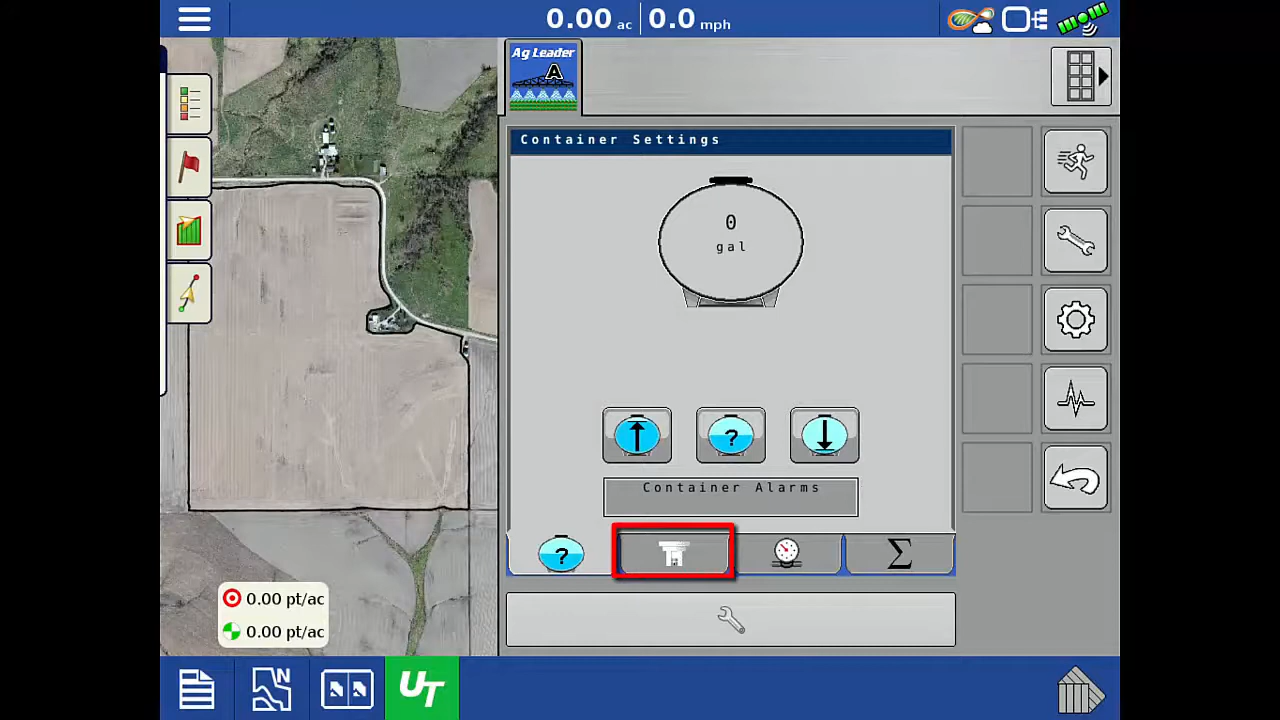 0.00 ac 0.0 mph
Ag Leader
A
Container Settings
0
gal
?
Container Alarms
?
Σ
0.00 pt/ac
0.00 pt/ac
N
UT